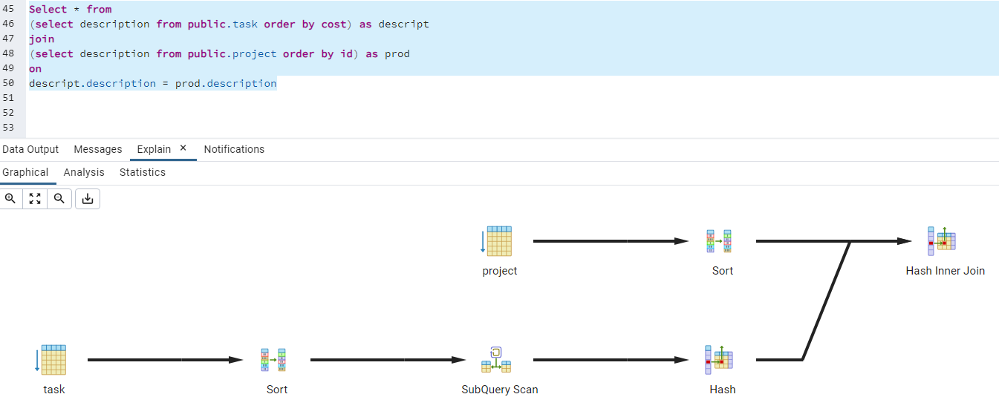 45 Select * from
46 (select description from public.task order by cost) as descript
47 join
48 (select description from public.project order by id) as prod
49 on
50 descript.description = prod.description
51
52
53
Data Output Messages Explain × Notifications
Graphical Analysis Statistics
project Sort Hash Inner Join
task Sort SubQuery Scan Hash